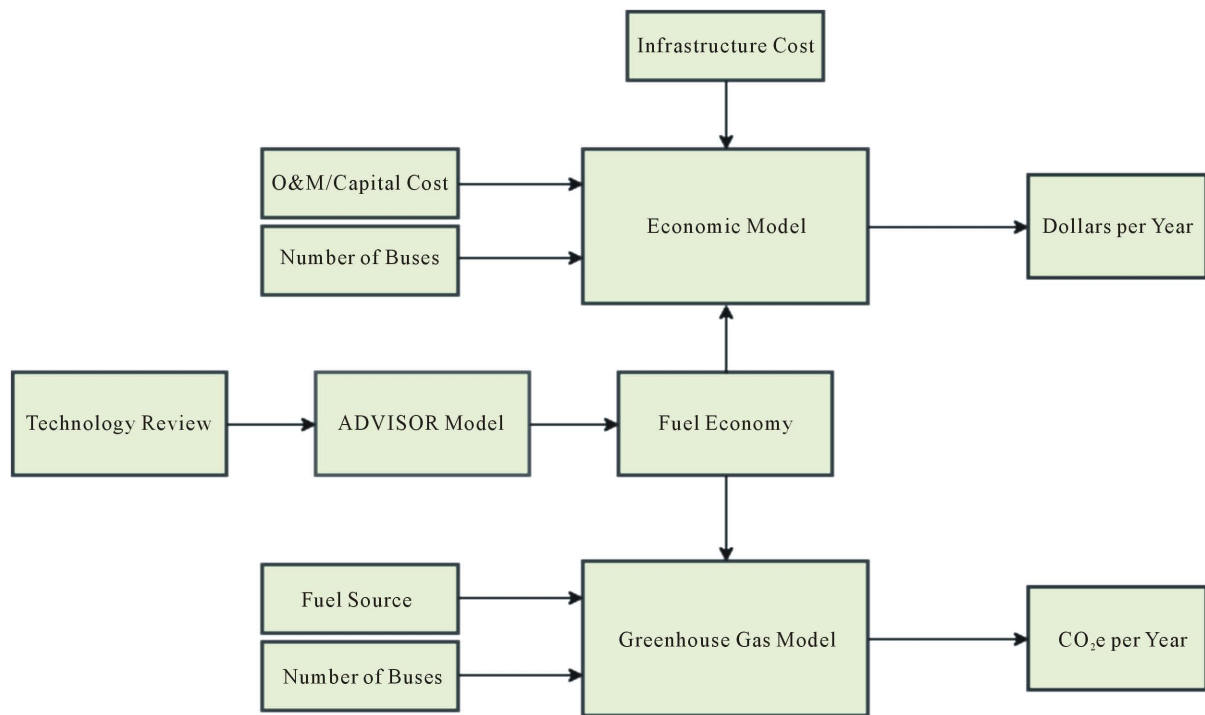 Infrastructure Cost
O&M/Capital Cost
Number of Buses
Economic Model
Dollars per Year
Technology Review
ADVISOR Model
Fuel Economy
Fuel Source
Number of Buses
Greenhouse Gas Model
CO₂e per Year